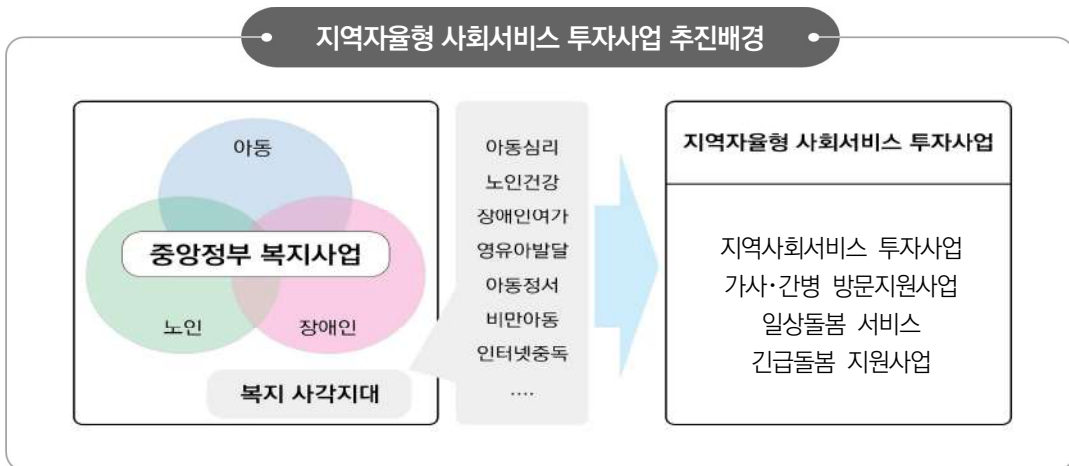 지역자율형 사회서비스 투자사업 추진배경
아동
중앙정부 복지사업
노인
장애인
복지 사각지대
아동심리
노인건강
장애인여가
영유아발달
아동정서
비만아동
인터넷중독
....
지역자율형 사회서비스 투자사업
지역사회서비스 투자사업
가사·간병 방문지원사업
일상돌봄 서비스
긴급돌봄 지원사업